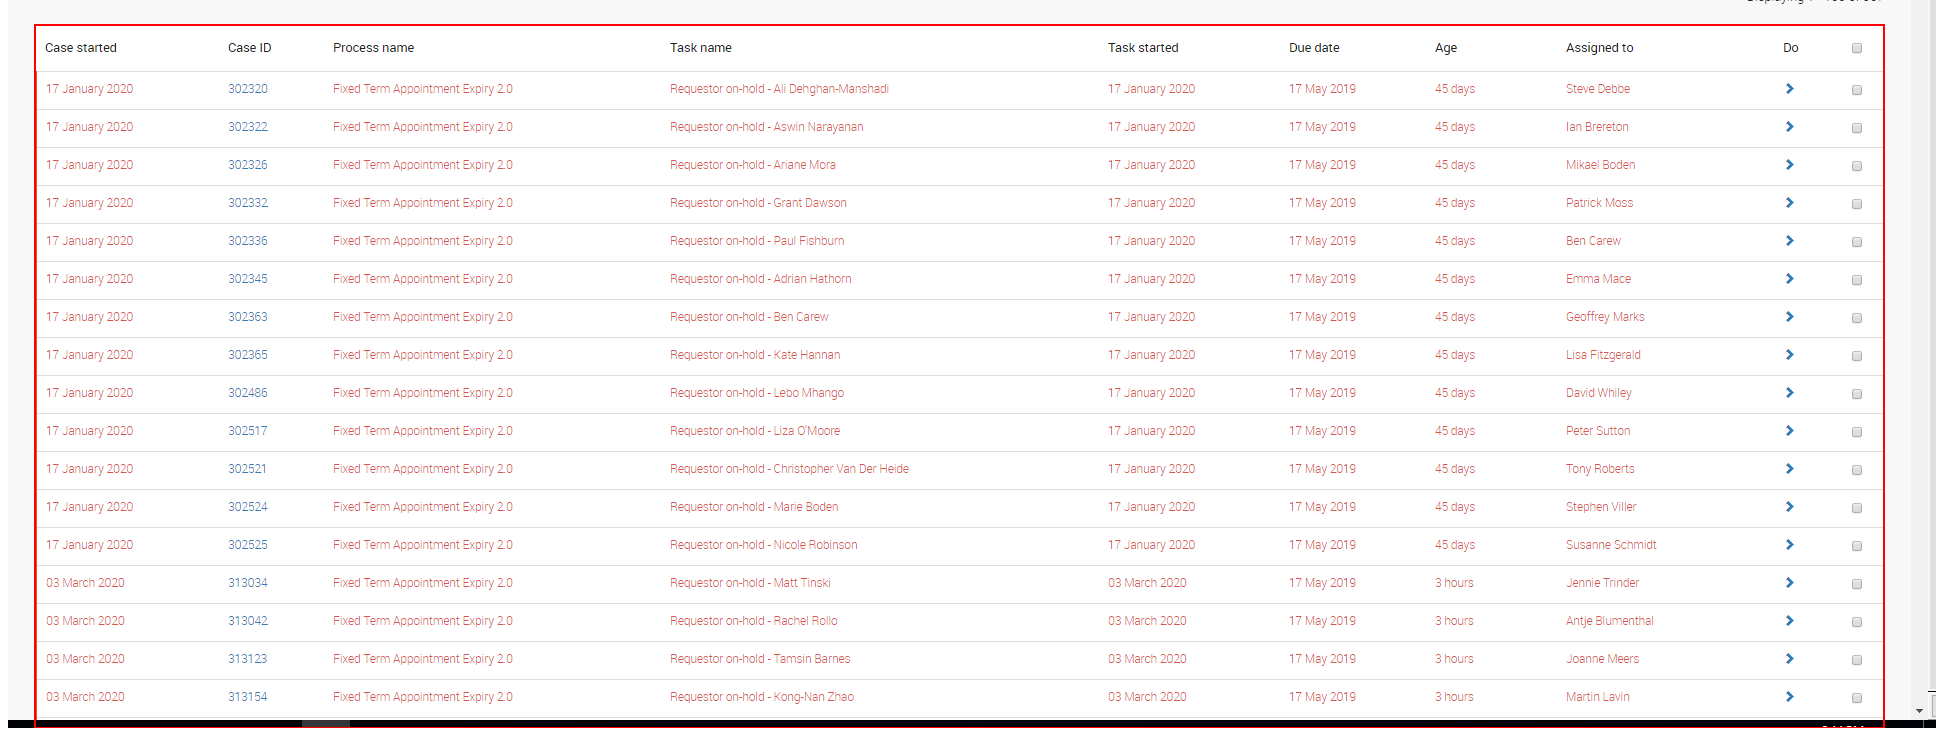 Case started Case ID Process name Task name Task started Due date Age Assigned to Do
17 January 2020 302320 Fixed Term Appointment Expiry 2.0 Requestor on-hold - Ali Dehghan-Manshadi 17 January 2020 17 May 2019 45 days Steve Debbe
17 January 2020 302322 Fixed Term Appointment Expiry 2.0 Requestor on-hold - Aswin Narayanan 17 January 2020 17 May 2019 45 days Ian Brereton
17 January 2020 302326 Fixed Term Appointment Expiry 2.0 Requestor on-hold - Ariane Mora 17 January 2020 17 May 2019 45 days Mikael Boden
17 January 2020 302332 Fixed Term Appointment Expiry 2.0 Requestor on-hold - Grant Dawson 17 January 2020 17 May 2019 45 days Patrick Moss
17 January 2020 302336 Fixed Term Appointment Expiry 2.0 Requestor on-hold - Paul Fishburn 17 January 2020 17 May 2019 45 days Ben Carew
17 January 2020 302345 Fixed Term Appointment Expiry 2.0 Requestor on-hold - Adrian Hathorn 17 January 2020 17 May 2019 45 days Emma Mace
17 January 2020 302363 Fixed Term Appointment Expiry 2.0 Requestor on-hold - Ben Carew 17 January 2020 17 May 2019 45 days Geoffrey Marks
17 January 2020 302365 Fixed Term Appointment Expiry 2.0 Requestor on-hold - Kate Hannan 17 January 2020 17 May 2019 45 days Lisa Fitzgerald
17 January 2020 302486 Fixed Term Appointment Expiry 2.0 Requestor on-hold - Lebo Mhango 17 January 2020 17 May 2019 45 days David Whiley
17 January 2020 302517 Fixed Term Appointment Expiry 2.0 Requestor on-hold - Liza O'Moore 17 January 2020 17 May 2019 45 days Peter Sutton
17 January 2020 302521 Fixed Term Appointment Expiry 2.0 Requestor on-hold - Christopher Van Der Heide 17 January 2020 17 May 2019 45 days Tony Roberts
17 January 2020 302524 Fixed Term Appointment Expiry 2.0 Requestor on-hold - Marie Boden 17 January 2020 17 May 2019 45 days Stephen Viller
17 January 2020 302525 Fixed Term Appointment Expiry 2.0 Requestor on-hold - Nicole Robinson 17 January 2020 17 May 2019 45 days Susanne Schmidt
03 March 2020 313034 Fixed Term Appointment Expiry 2.0 Requestor on-hold - Matt Tinski 03 March 2020 17 May 2019 3 hours Jennie Trinder
03 March 2020 313042 Fixed Term Appointment Expiry 2.0 Requestor on-hold - Rachel Rollo 03 March 2020 17 May 2019 3 hours Antje Blumenthal
03 March 2020 313123 Fixed Term Appointment Expiry 2.0 Requestor on-hold - Tamsin Barnes 03 March 2020 17 May 2019 3 hours Joanne Meers
03 March 2020 313154 Fixed Term Appointment Expiry 2.0 Requestor on-hold - Kong-Nan Zhao 03 March 2020 17 May 2019 3 hours Martin Lavin